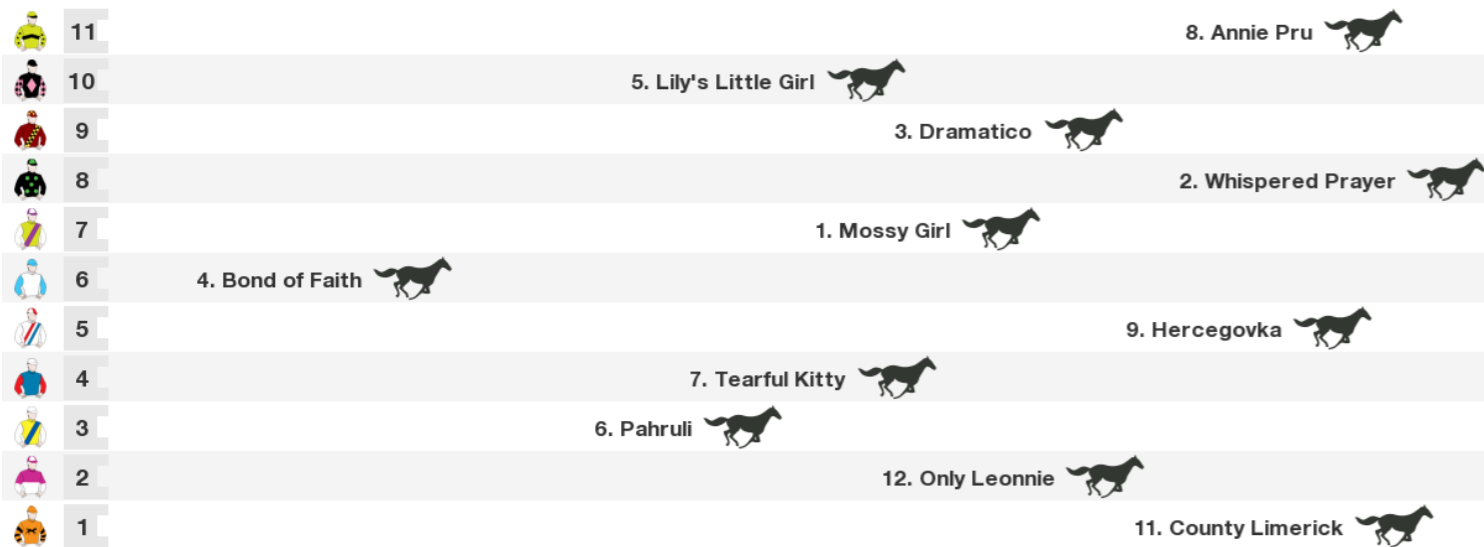 11 8. Annie Pru
10 5. Lily's Little Girl
9 3. Dramatico
8 2. Whispered Prayer
7 1. Mossy Girl
6 4. Bond of Faith
5 9. Hercegovka
4 7. Tearful Kitty
3 6. Pahruli
2 12. Only Leonnie
1 11. County Limerick